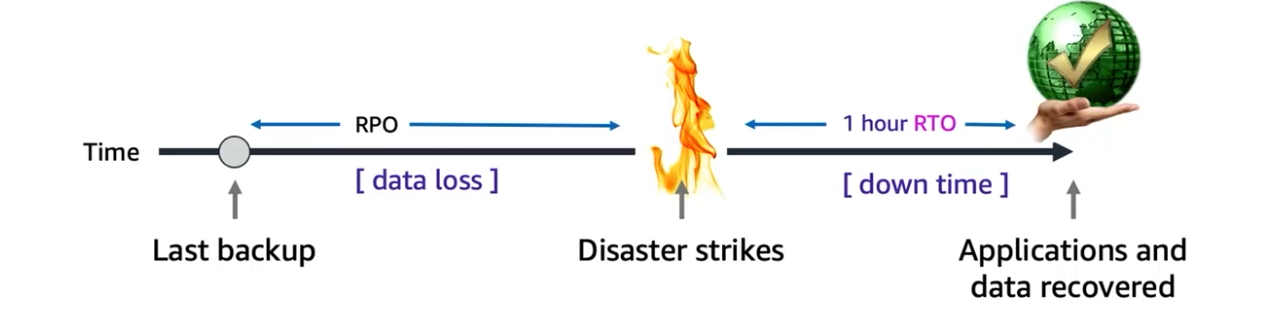 RPO
1 hour RTO
Time
[ data loss ]
[ down time ]
Last backup
Disaster strikes
Applications and
data recovered